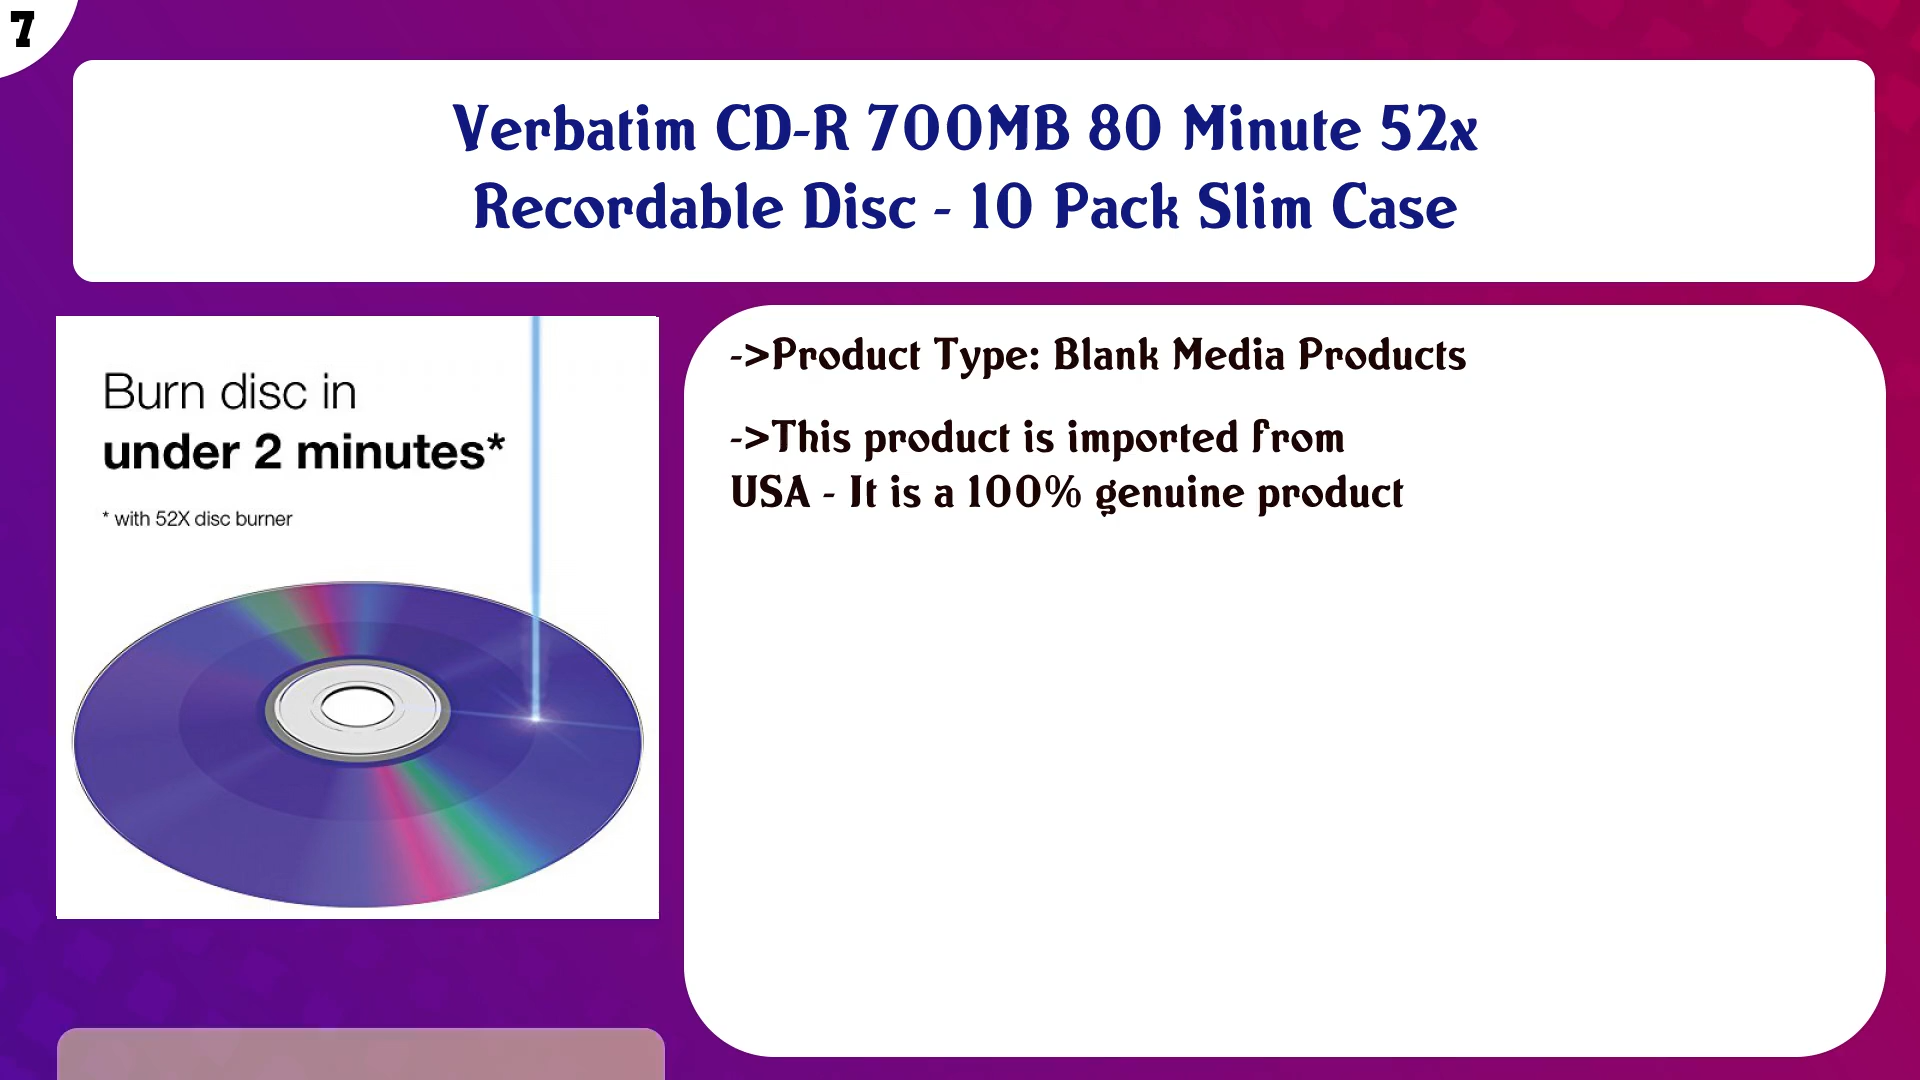 7
Verbatim CD-R 700MB 80 Minute 52x
Recordable Disc - 10 Pack Slim Case
Burn disc in
under 2 minutes*
* with 52X disc burner
->Product Type: Blank Media Products
->This product is imported from
USA - It is a 100% genuine product